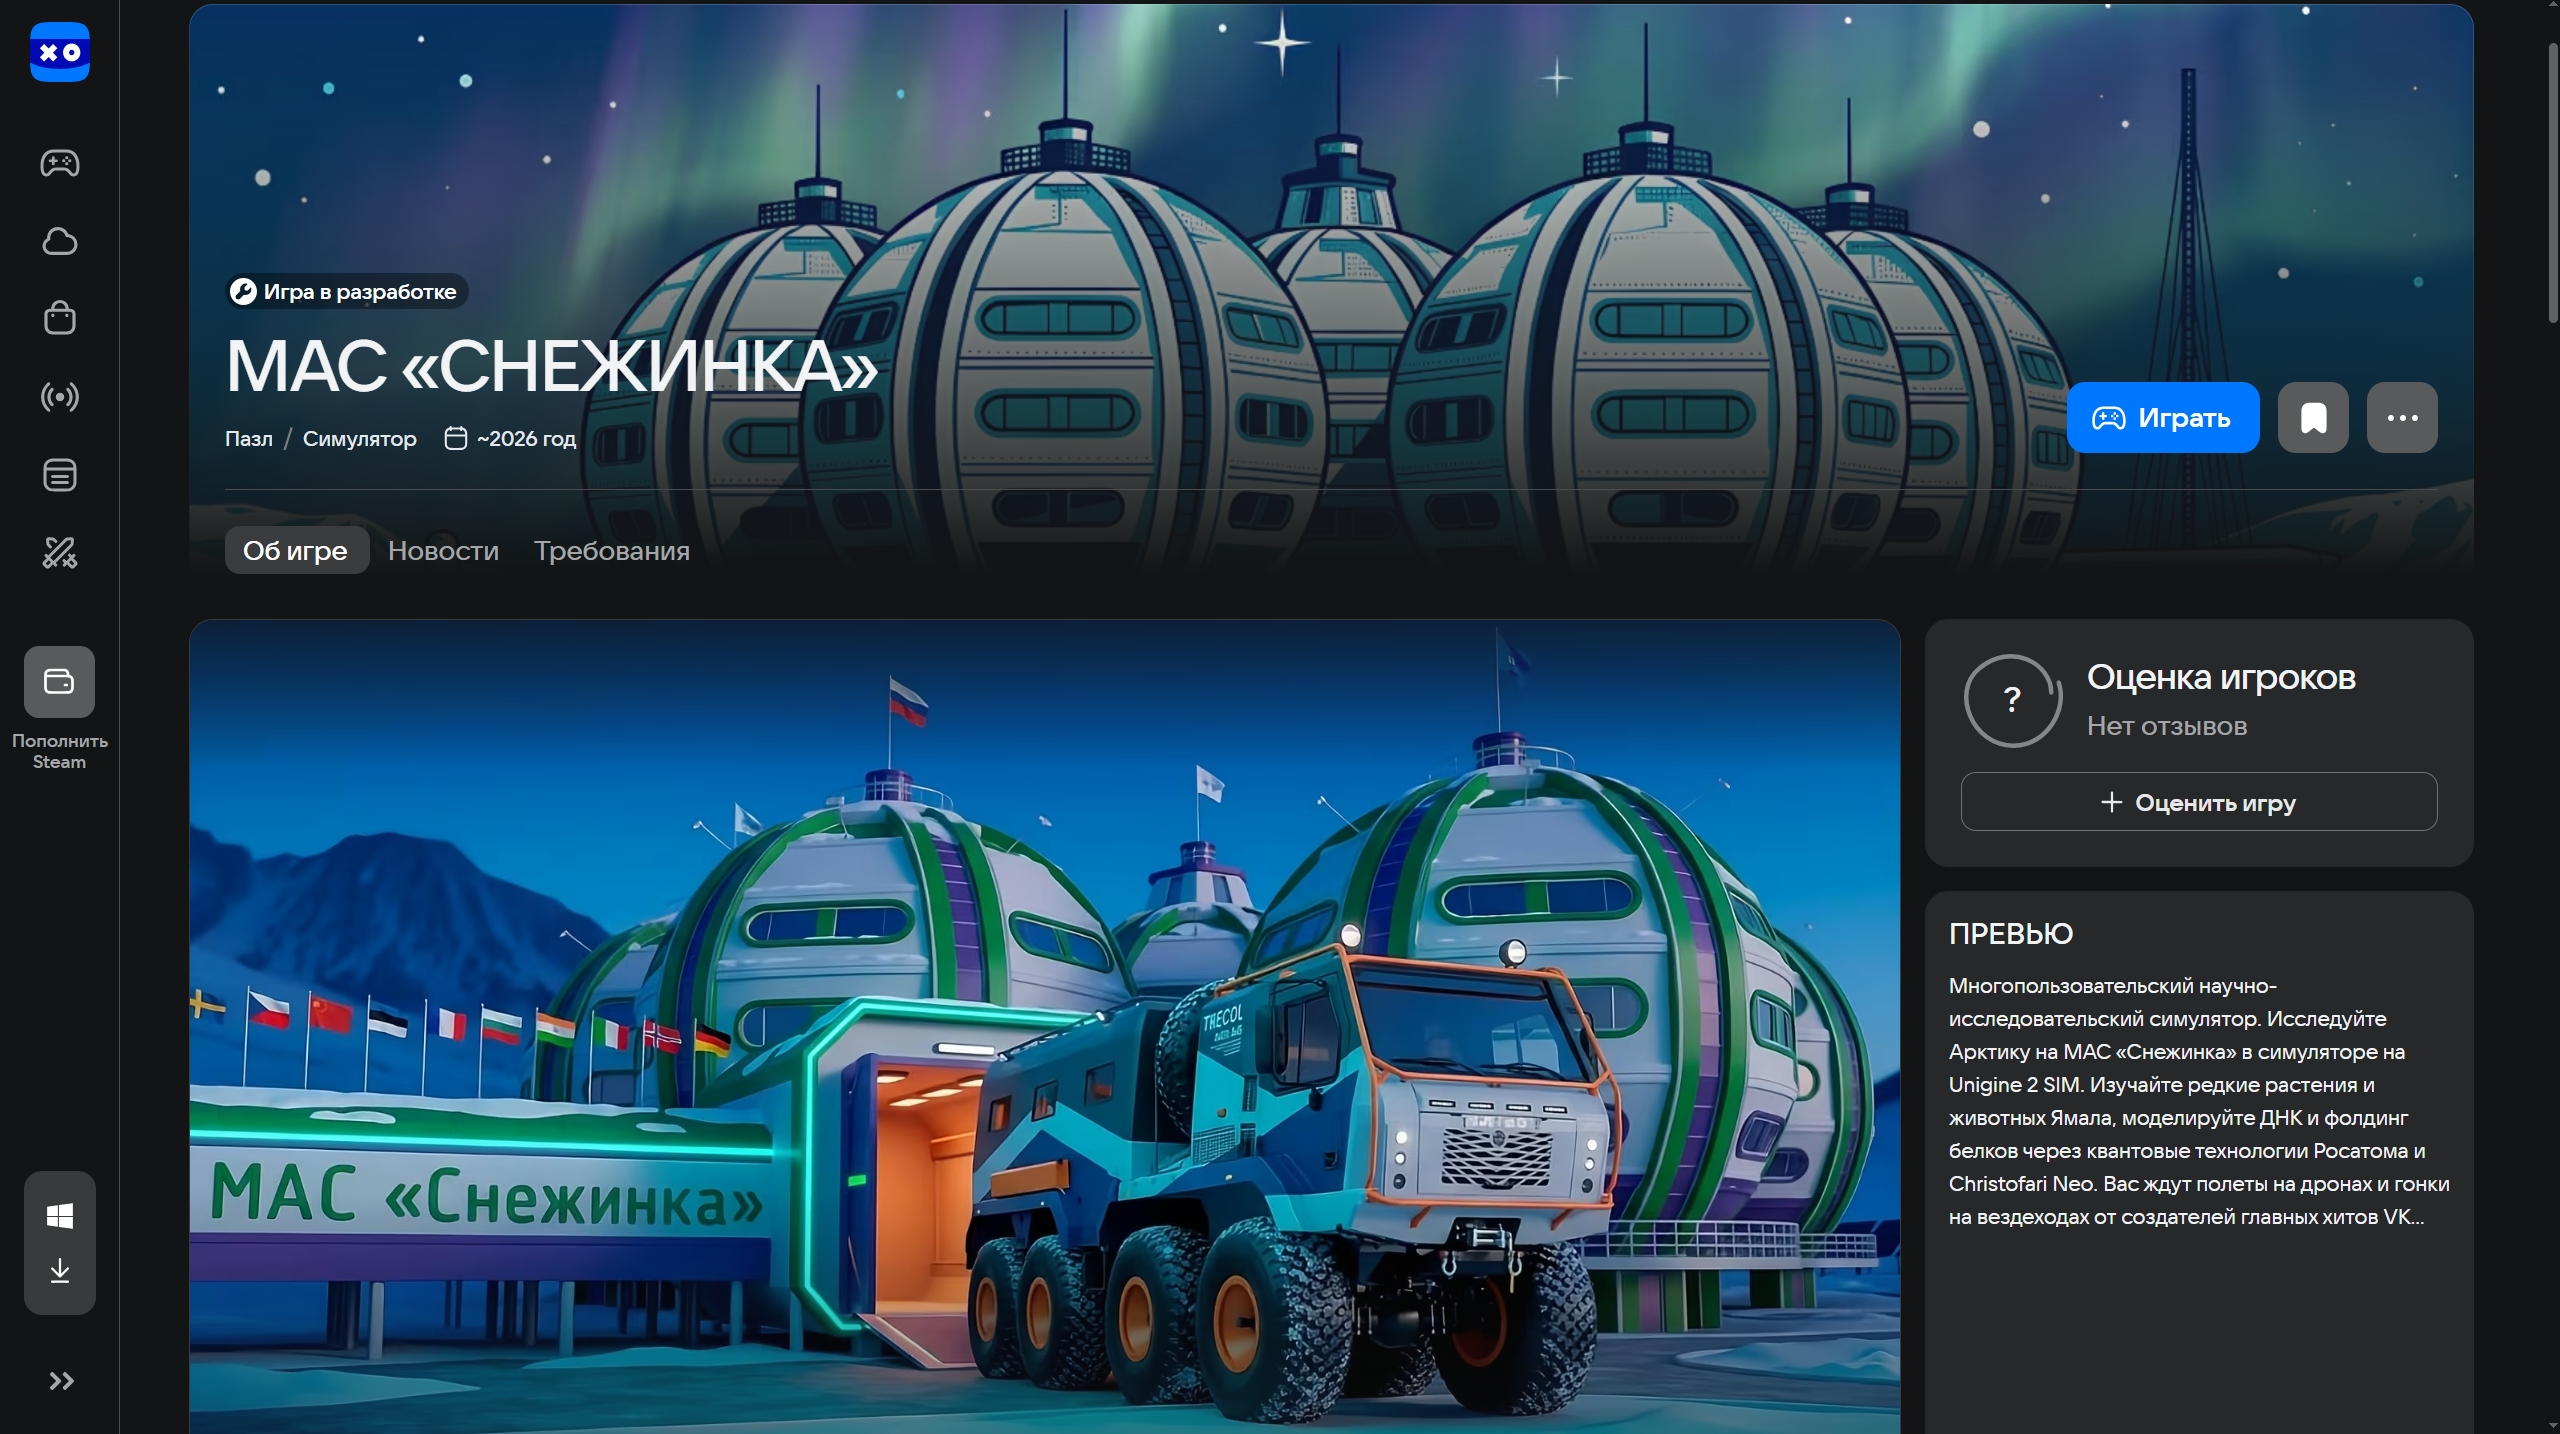 Игра в разработке
МАС «СНЕЖИНКА»
Пазл / Симулятор ~2026 год
Играть
Об игре Новости Требования
Пополнить
Steam
МАС «Снежинка»
THECOL
?
Оценка игроков
Нет отзывов
+ Оценить игру
ПРЕВЬЮ
Многопользовательский научно-
исследовательский симулятор. Исследуйте
Арктику на МАС «Снежинка» в симуляторе на
Unigine 2 SIM. Изучайте редкие растения и
животных Ямала, моделируйте ДНК и фолдинг
белков через квантовые технологии Росатома и
Christofari Neo. Вас ждут полеты на дронах и гонки
на вездеходах от создателей главных хитов VK...